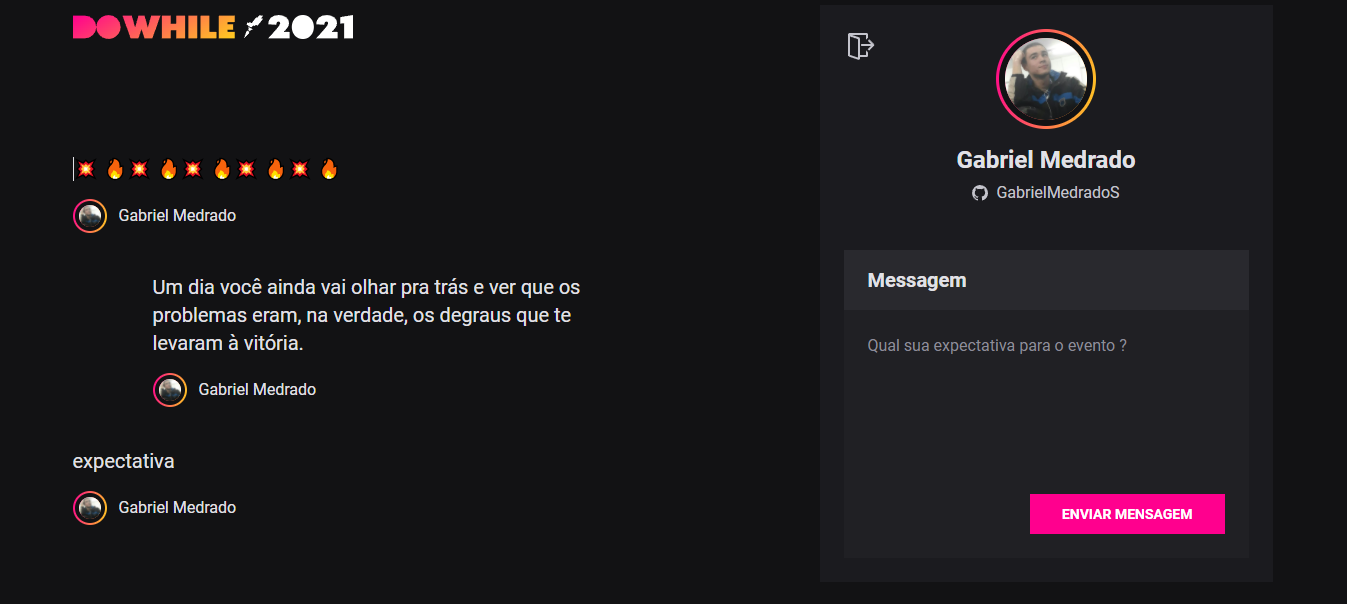 DOWHILE 2021
💥 🔥💥 🔥💥 🔥💥 🔥💥 🔥
Gabriel Medrado
Um dia você ainda vai olhar pra trás e ver que os
problemas eram, na verdade, os degraus que te
levaram à vitória.
Gabriel Medrado
expectativa
Gabriel Medrado
Gabriel Medrado
GabrielMedradoS
Messagem
Qual sua expectativa para o evento ?
ENVIAR MENSAGEM